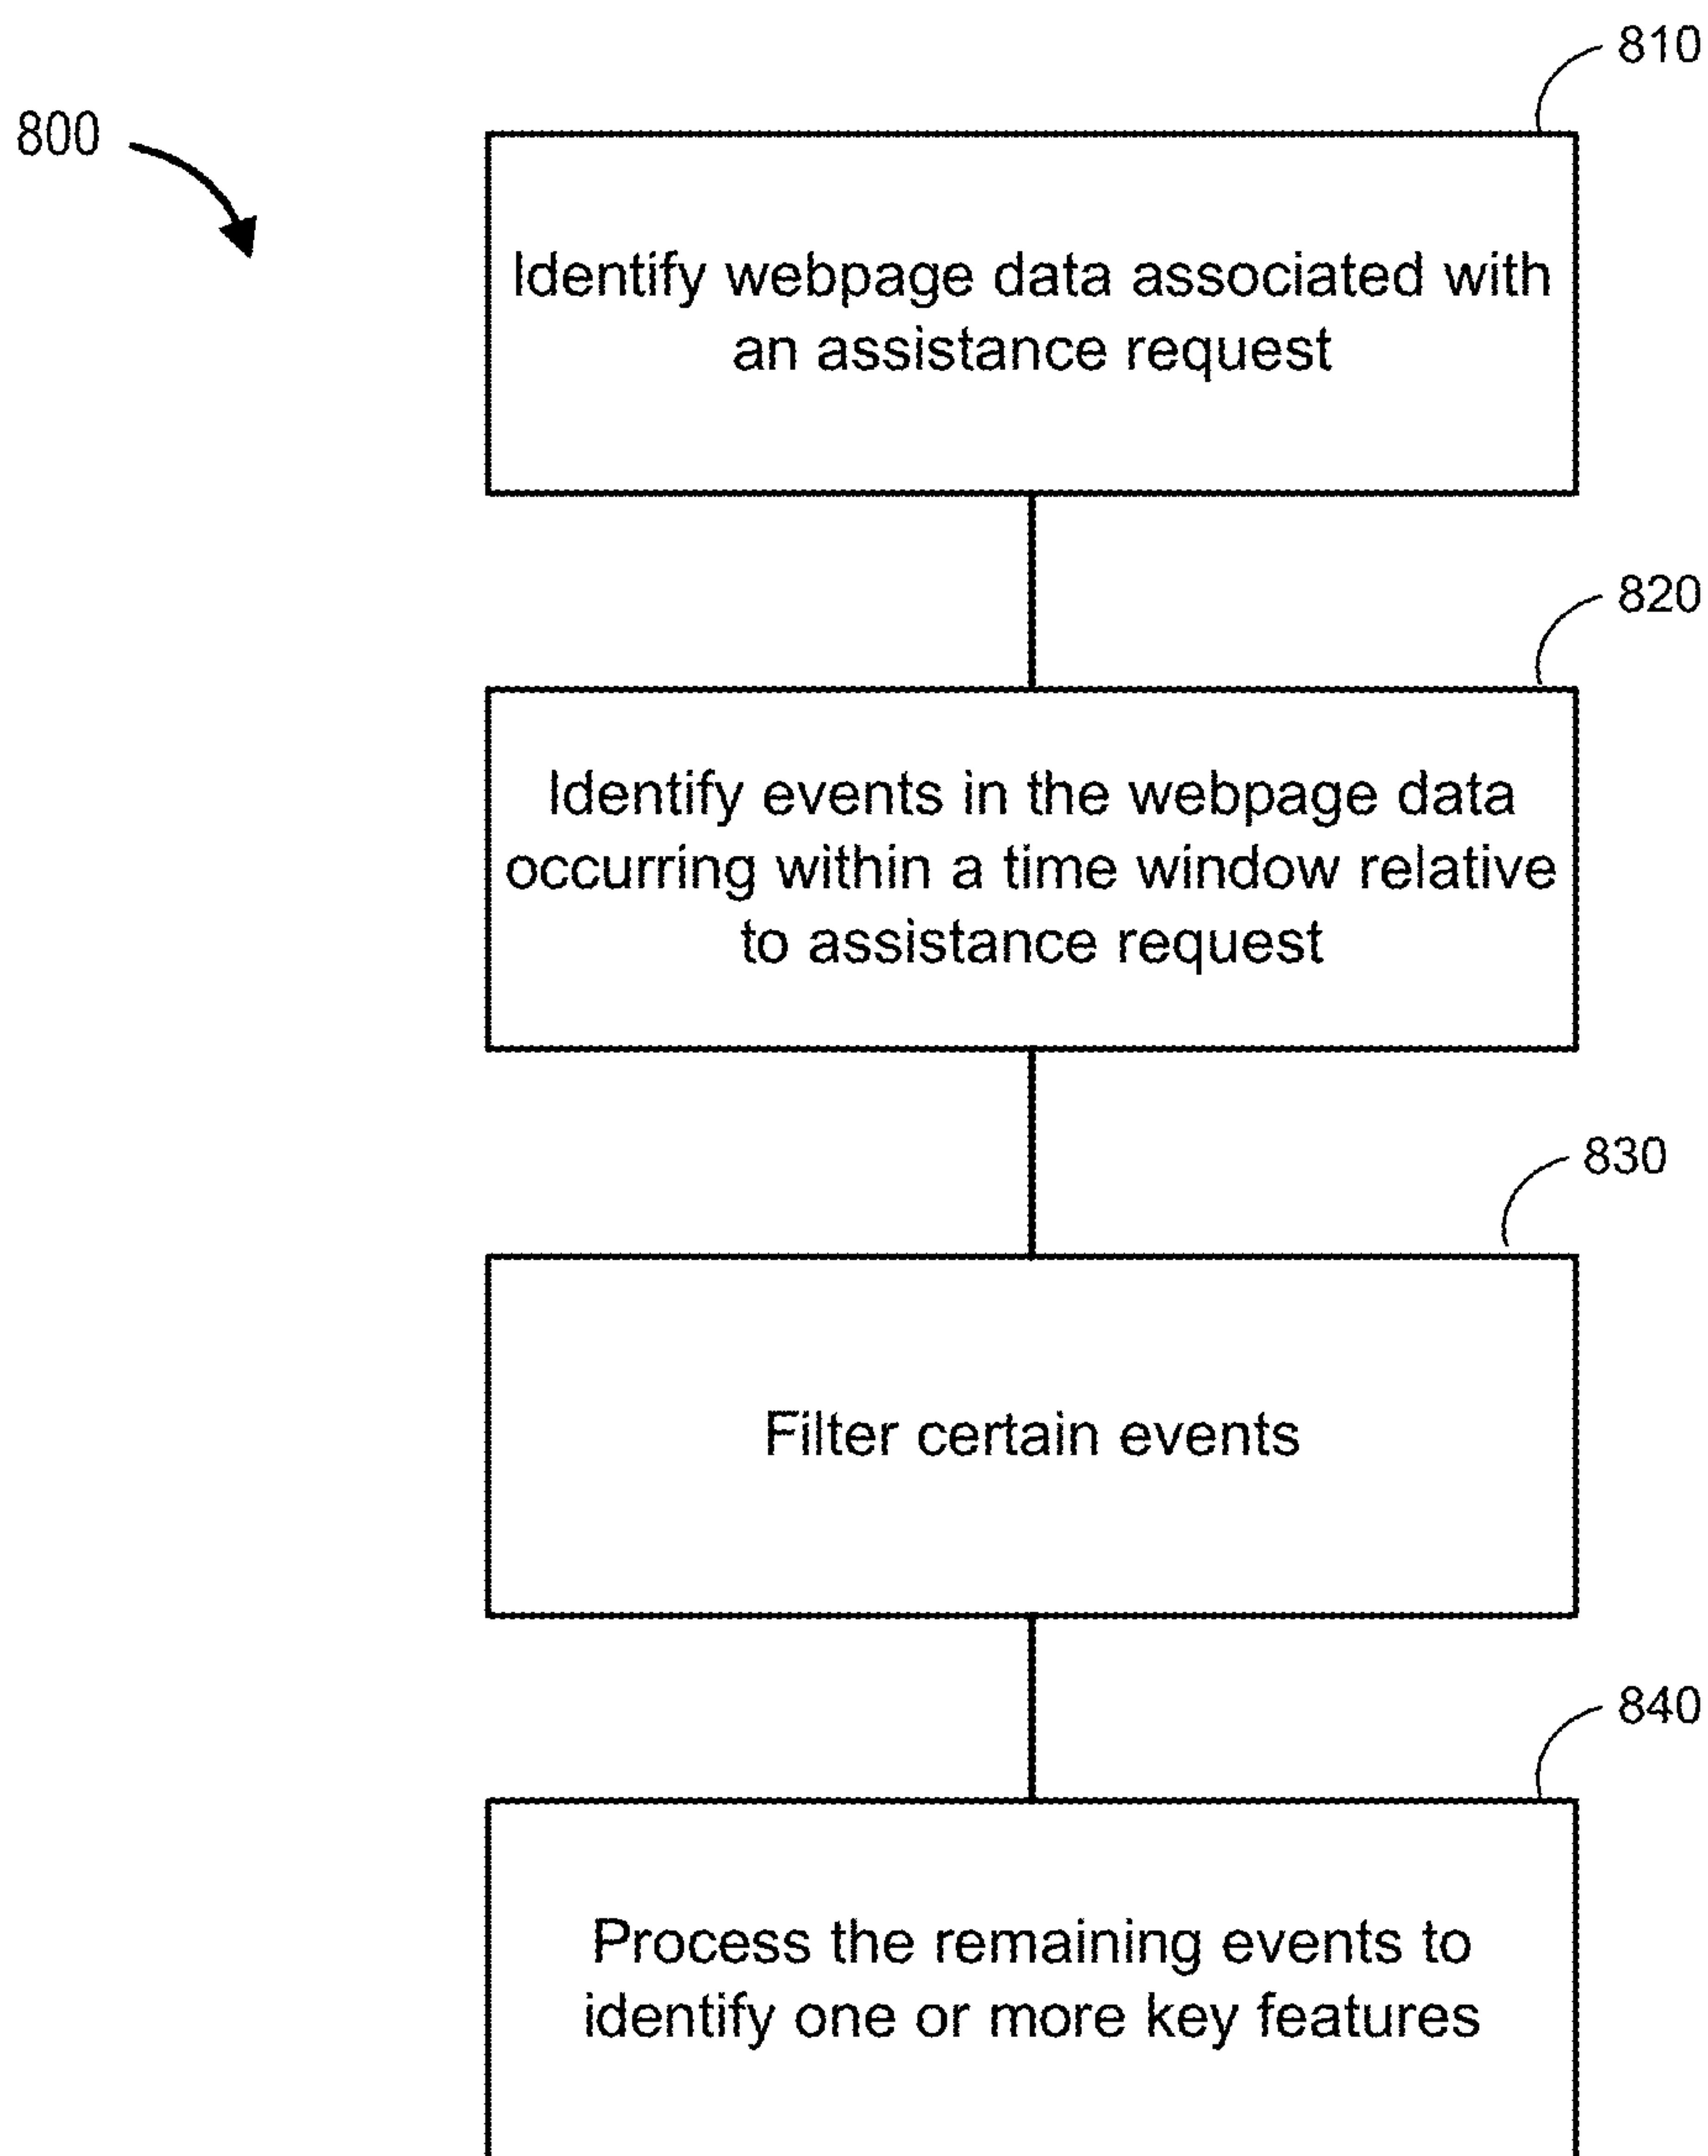 810
800
Identify webpage data associated with
an assistance request
820
Identify events in the webpage data
occurring within a time window relative
to assistance request
830
Filter certain events
840
Process the remaining events to
identify one or more key features